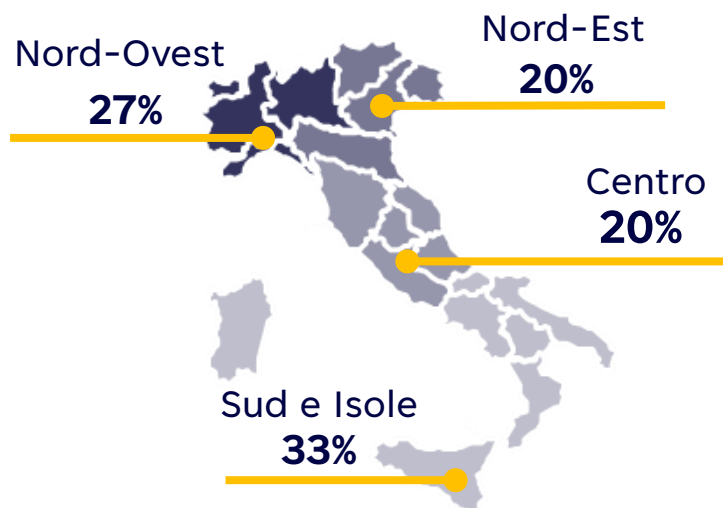 Nord-Ovest
27%
Nord-Est
20%
Centro
20%
Sud e Isole
33%